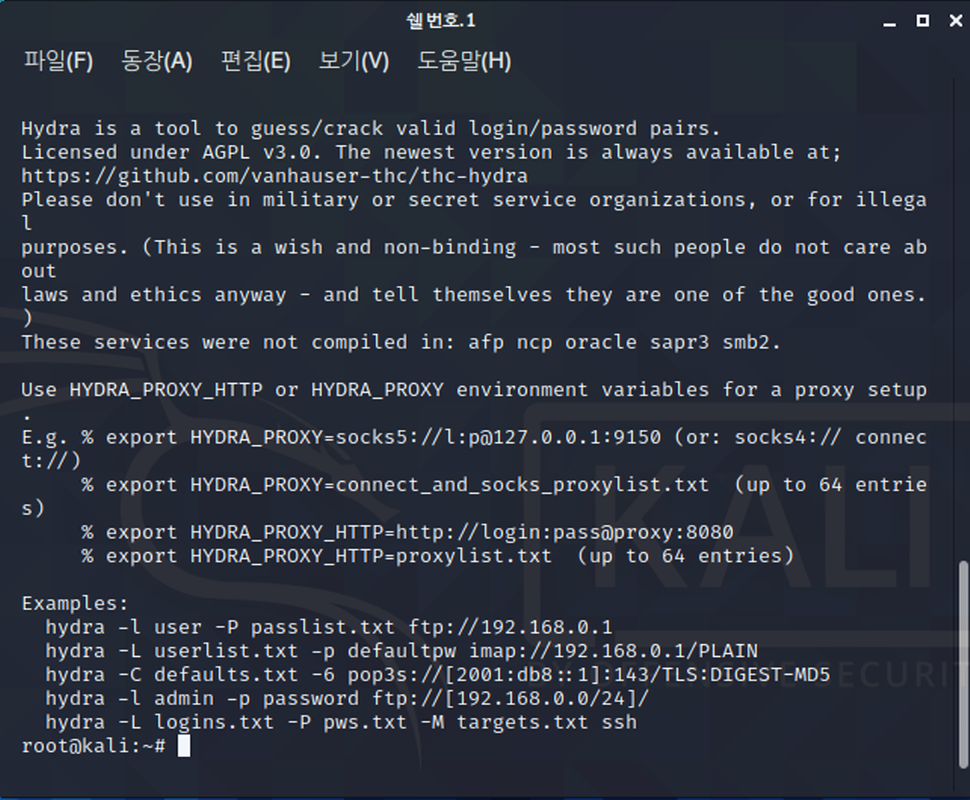 쉘 번호.1
파일(F) 동장(A) 편집(E) 보기(V) 도움말(H)
Hydra is a tool to guess/crack valid login/password pairs.
Licensed under AGPL v3.0. The newest version is always available at;
https://github.com/vanhauser-thc/thc-hydra
Please don't use in military or secret service organizations, or for illega
l
purposes. (This is a wish and non-binding - most such people do not care ab
out
laws and ethics anyway - and tell themselves they are one of the good ones.
)
These services were not compiled in: afp ncp oracle sapr3 smb2.
Use HYDRA_PROXY_HTTP or HYDRA_PROXY environment variables for a proxy setup
.
E.g. % export HYDRA_PROXY=socks5://l:p@127.0.0.1:9150 (or: socks4:// connec
t://)
% export HYDRA_PROXY=connect_and_socks_proxylist.txt (up to 64 entrie
s)
% export HYDRA_PROXY_HTTP=http://login:pass@proxy:8080
% export HYDRA_PROXY_HTTP=proxylist.txt (up to 64 entries)
Examples:
hydra -l user -P passlist.txt ftp://192.168.0.1
hydra -L userlist.txt -p defaultpw imap://192.168.0.1/PLAIN
hydra -C defaults.txt -6 pop3s://[2001:db8::1]:143/TLS:DIGEST-MD5
hydra -l admin -p password ftp://[192.168.0.0/24]/
hydra -L logins.txt -P pws.txt -M targets.txt ssh
root@kali:~#
KALI